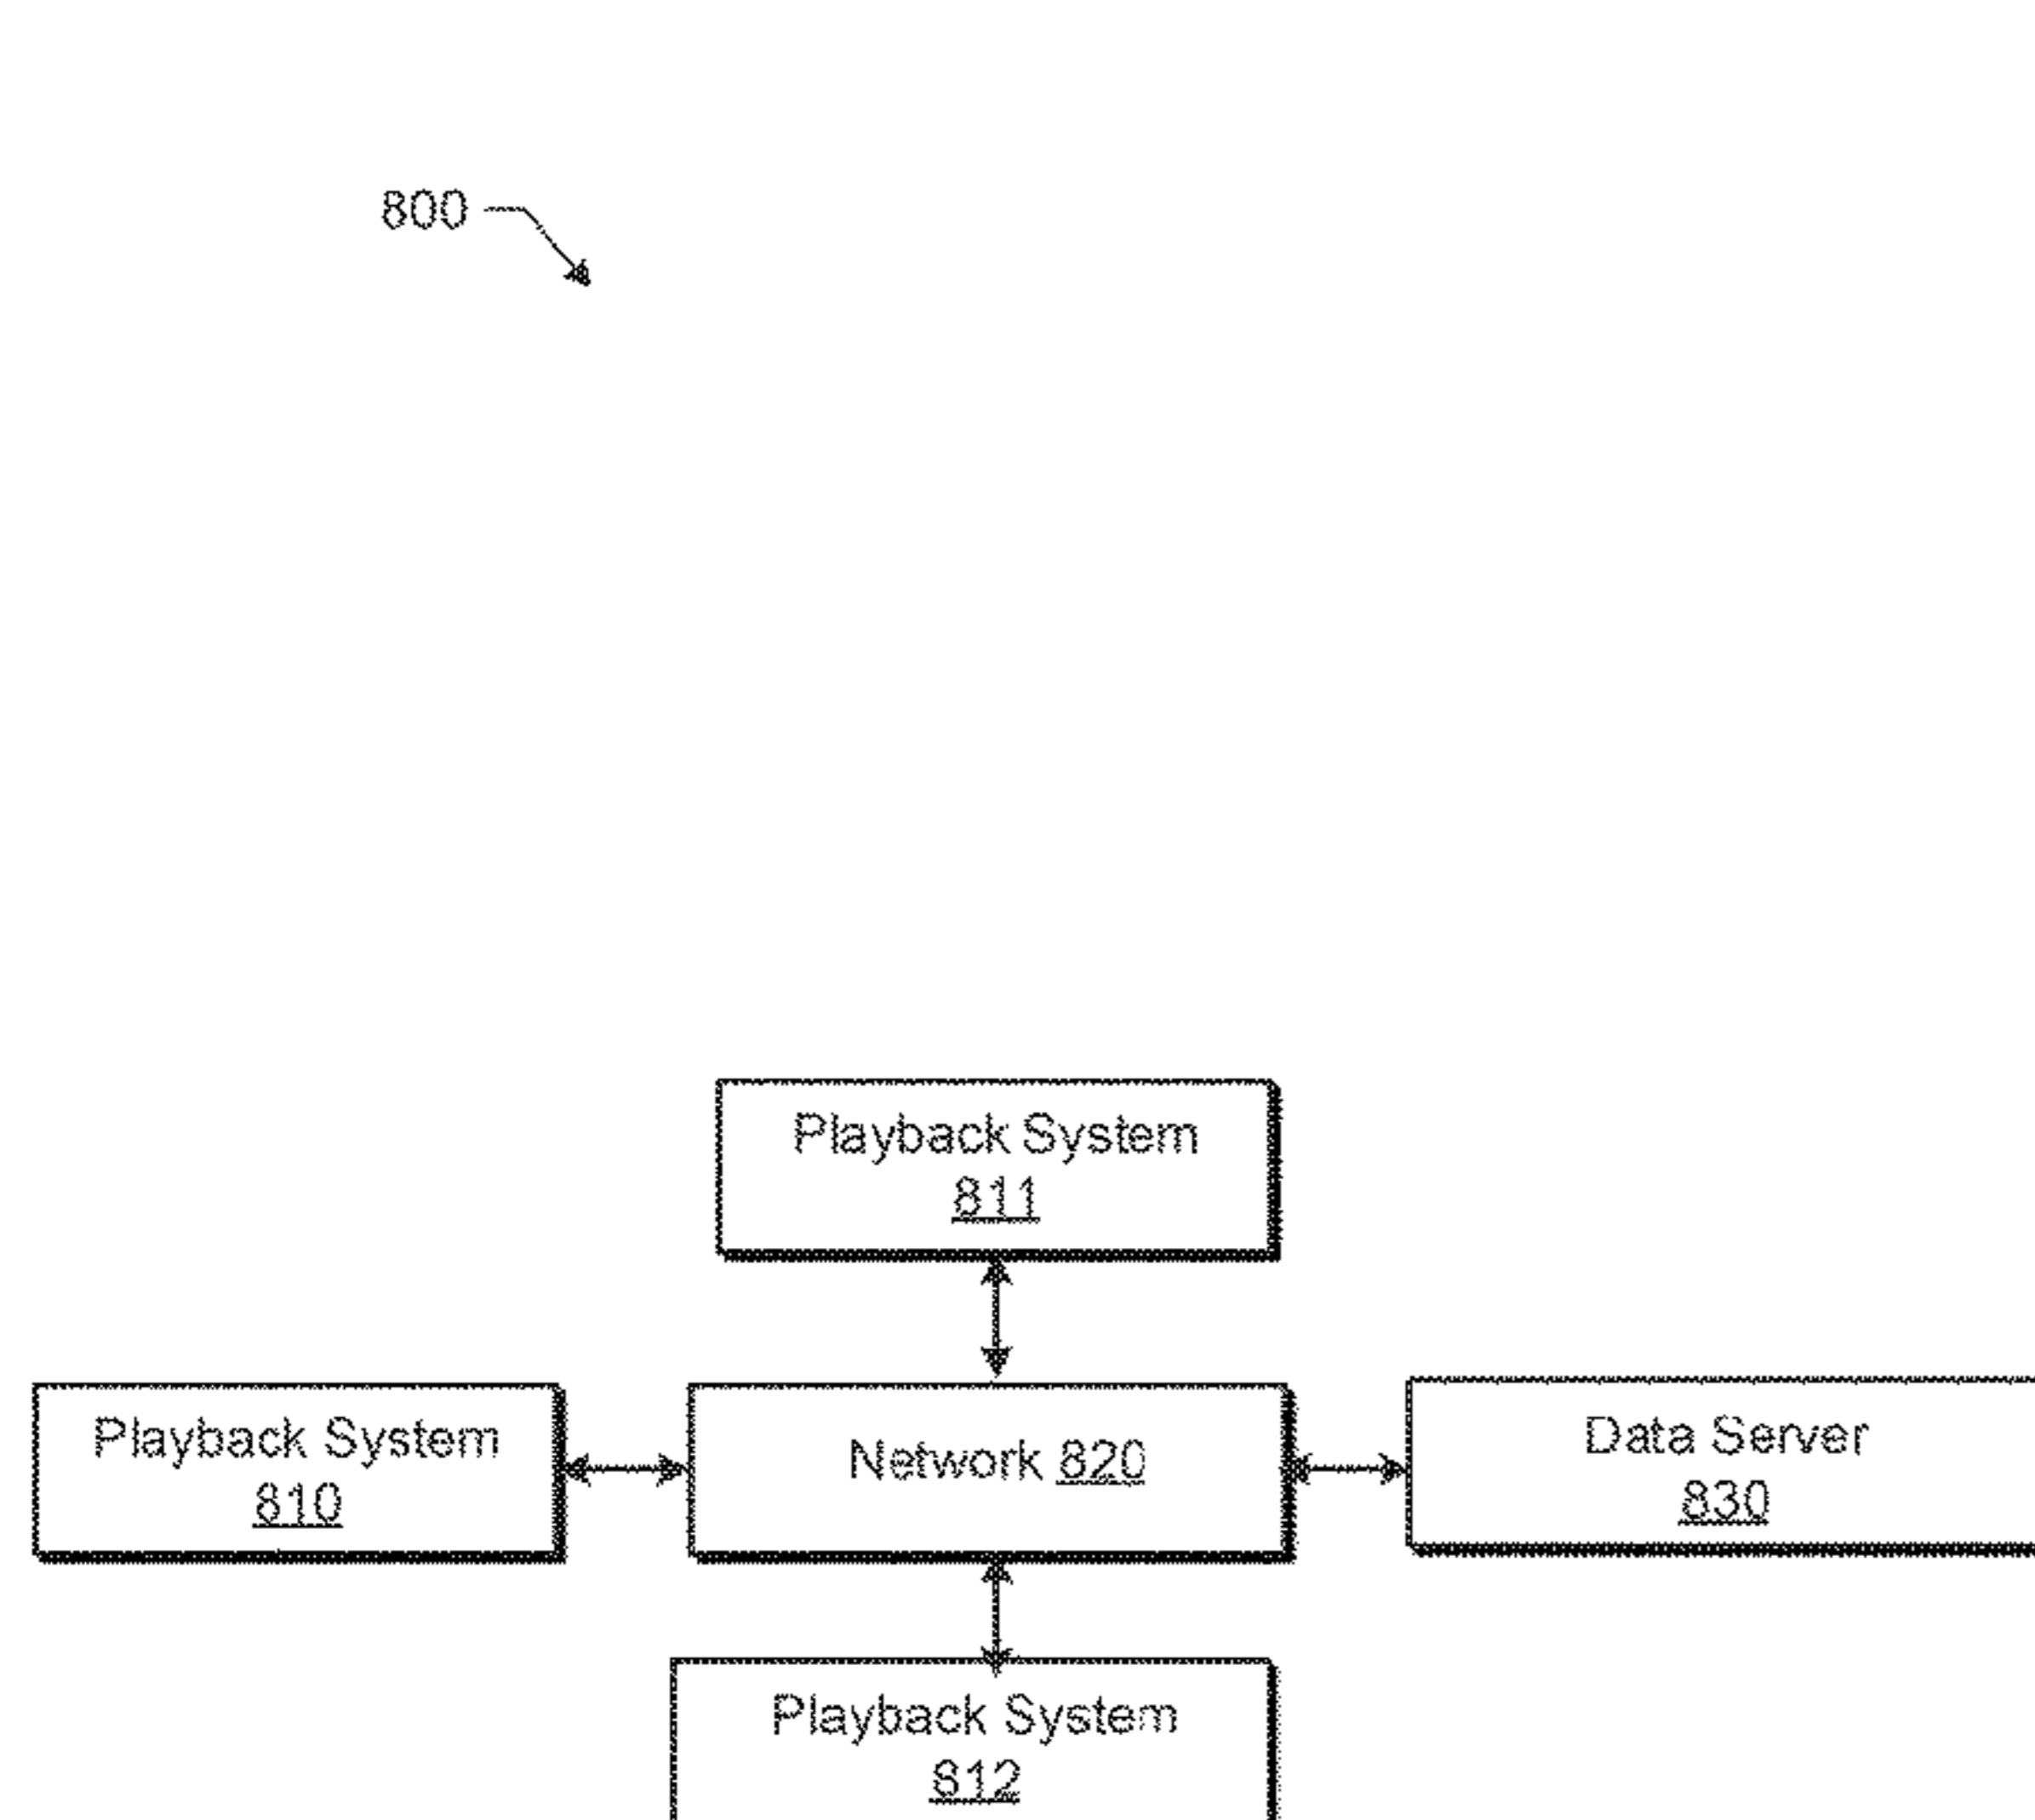 800
Playback System
811
Playback System
810
Network 820
Data Server
830
Playback System
812